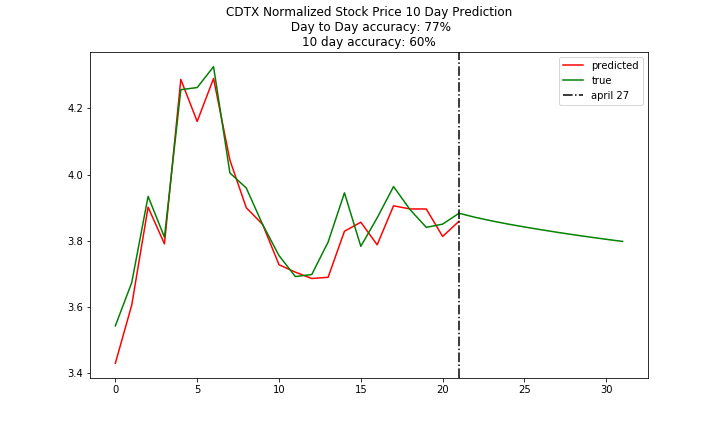 CDTX Normalized Stock Price 10 Day Prediction
Day to Day accuracy: 77%
10 day accuracy: 60%
predicted
true
april 27
4.2
4.0
3.8
3.6
3.4
0 5 10 15 20 25 30